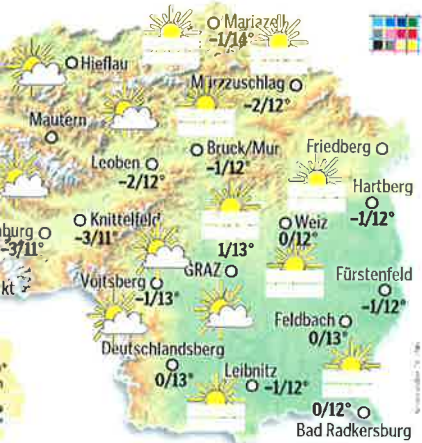 Mariazell
-1/14°
Hieflau
Mürzzuschlag
-2/12°
Mautern
Bruck/Mur
-1/12°
Friedberg
Leoben
-2/12°
Hartberg
-1/12°
Knittelfeld
-3/11°
Weiz
0/12°
-3/11°
1/13°
GRAZ
Voitsberg
-1/13°
Fürstenfeld
-1/12°
Feldbach
0/13°
Deutschlandsberg
0/13°
Leibnitz
-1/12°
0/12°
Bad Radkersburg